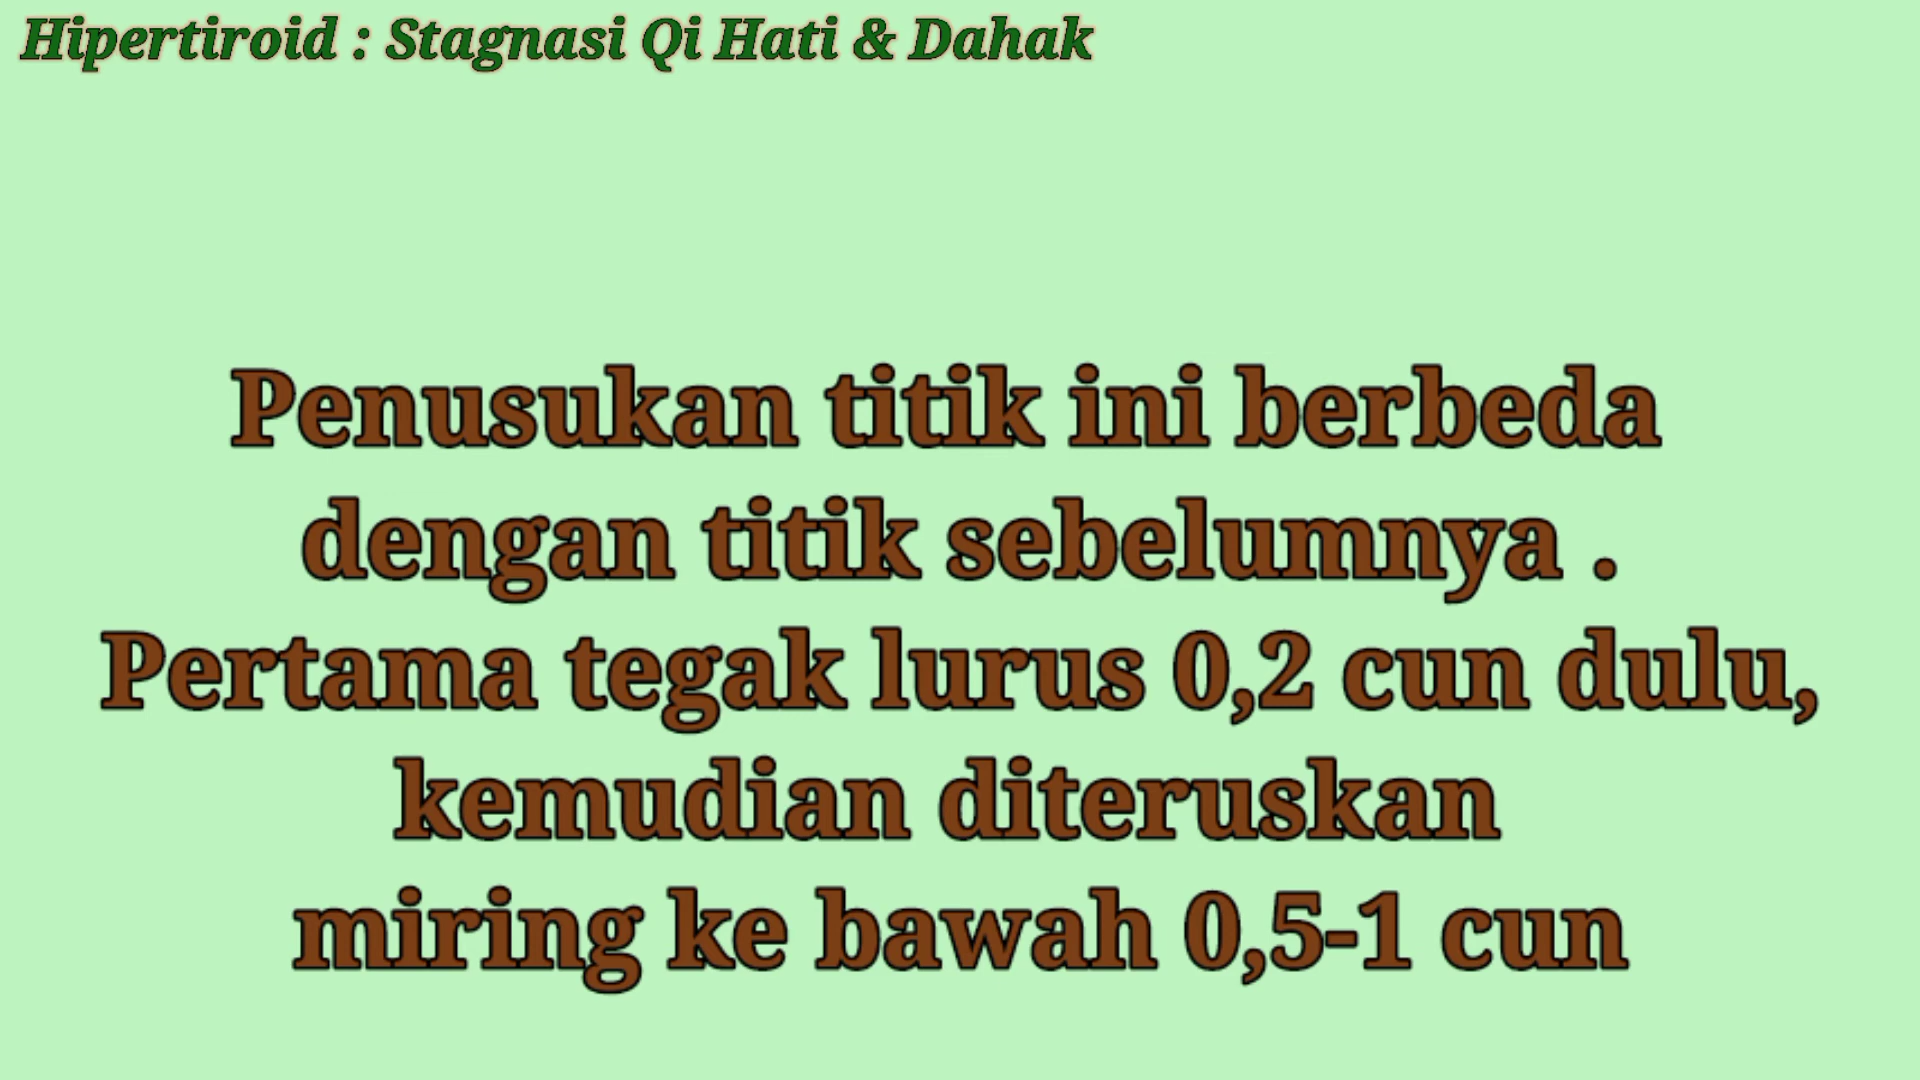 Hipertiroid : Stagnasi Qi Hati & Dahak
Penusukan titik ini berbeda
dengan titik sebelumnya .
Pertama tegak lurus 0,2 cun dulu,
kemudian diteruskan
miring ke bawah 0,5-1 cun